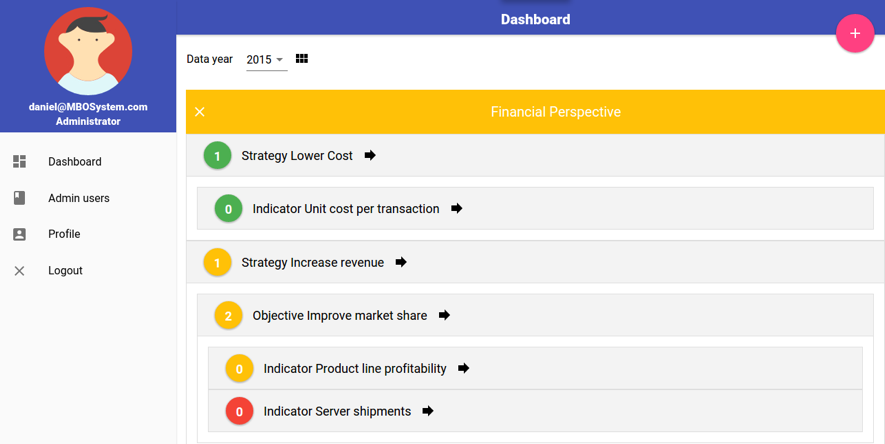 Dashboard
daniel@MBOSystem.com
Administrator
Dashboard
Admin users
Profile
Logout
Data year 2015
Financial Perspective
1 Strategy Lower Cost
0 Indicator Unit cost per transaction
1 Strategy Increase revenue
2 Objective Improve market share
0 Indicator Product line profitability
0 Indicator Server shipments